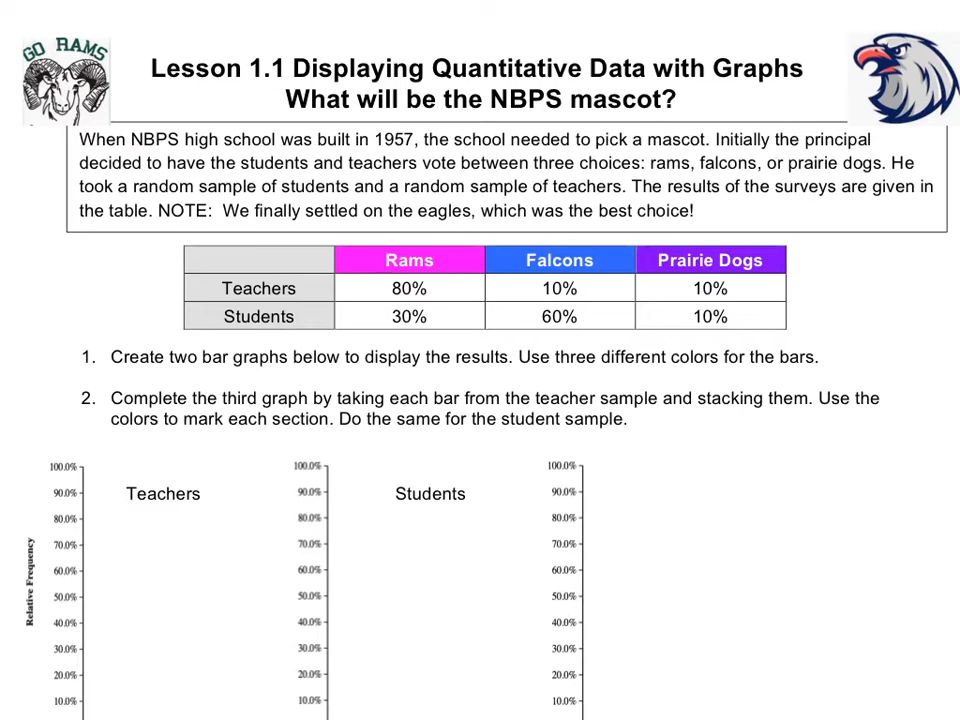 GO RAMS
Lesson 1.1 Displaying Quantitative Data with Graphs
What will be the NBPS mascot?
When NBPS high school was built in 1957, the school needed to pick a mascot. Initially the principal
decided to have the students and teachers vote between three choices: rams, falcons, or prairie dogs. He
took a random sample of students and a random sample of teachers. The results of the surveys are given in
the table. NOTE:  We finally settled on the eagles, which was the best choice!
Rams Falcons Prairie Dogs
Teachers 80% 10% 10%
Students 30% 60% 10%
1. Create two bar graphs below to display the results. Use three different colors for the bars.
2. Complete the third graph by taking each bar from the teacher sample and stacking them. Use the
colors to mark each section. Do the same for the student sample.
Relative Frequency
100.0% 100.0% 100.0%
90.0% Teachers 90.0% Students 90.0%
80.0% 80.0% 80.0%
70.0% 70.0% 70.0%
60.0% 60.0% 60.0%
50.0% 50.0% 50.0%
40.0% 40.0% 40.0%
30.0% 30.0% 30.0%
20.0% 20.0% 20.0%
10.0% 10.0% 10.0%